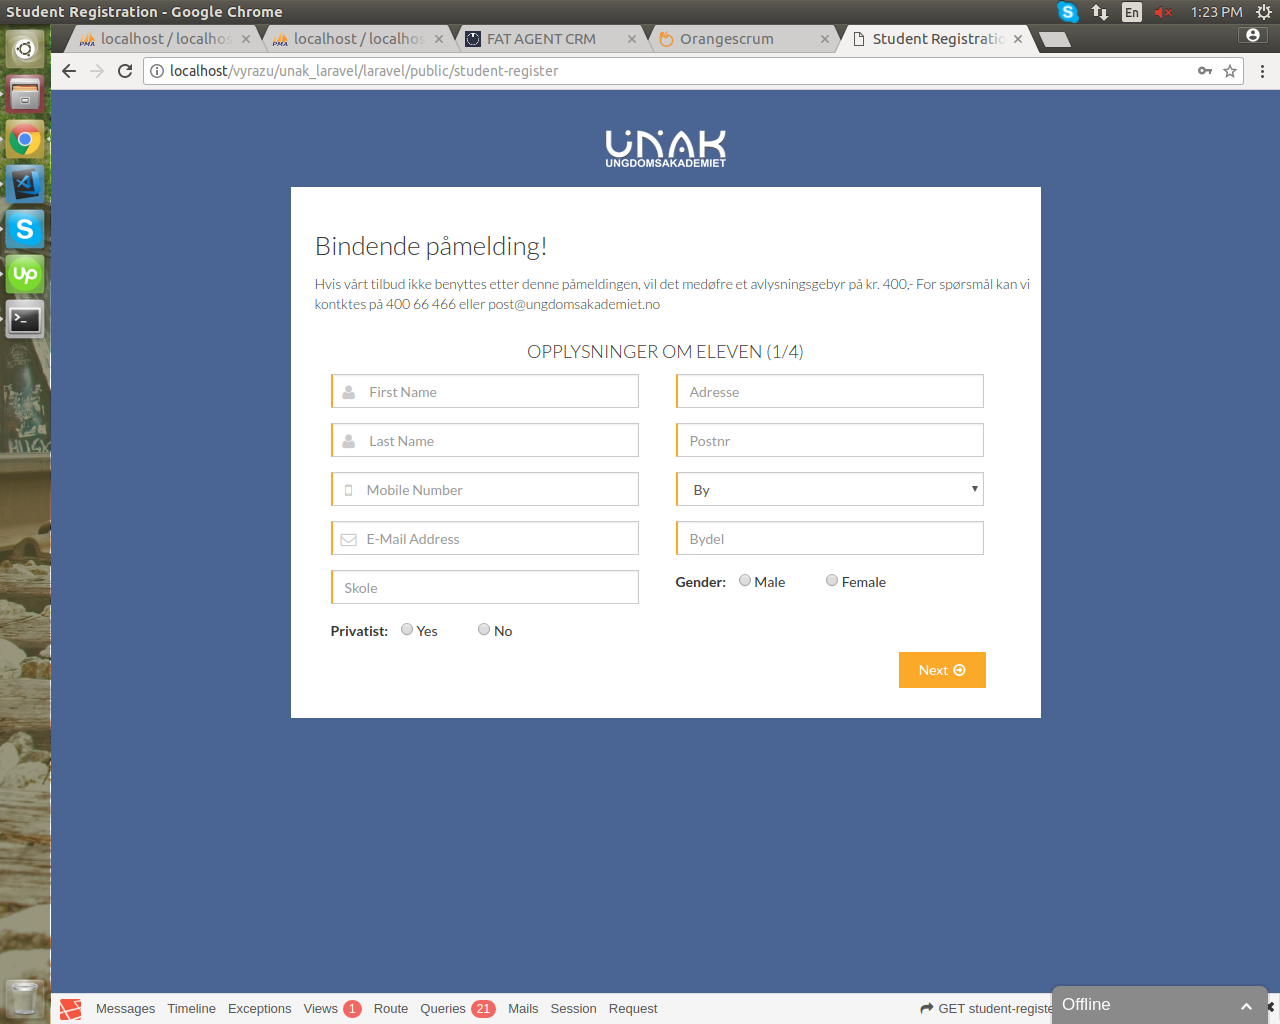 Student Registration - Google Chrome
En
1:23 PM
localhost / localhos
localhost / localhos
FAT AGENT CRM
Orangescrum
Student Registratio
localhost/vyrazu/unak_laravel/laravel/public/student-register
UNAK
UNGDOMSAKADEMIET
Bindende påmelding!
Hvis vårt tilbud ikke benyttes etter denne påmeldingen, vil det medøfre et avlysningsgebyr på kr. 400,- For spørsmål kan vi
kontktes på 400 66 466 eller post@ungdomsakademiet.no
OPPLYSNINGER OM ELEVEN (1/4)
First Name
Adresse
Last Name
Postnr
Mobile Number
By
E-Mail Address
Bydel
Skole
Gender: Male Female
Privatist: Yes No
Next
Messages Timeline Exceptions Views 1 Route Queries 21 Mails Session Request
GET student-registe
Offline